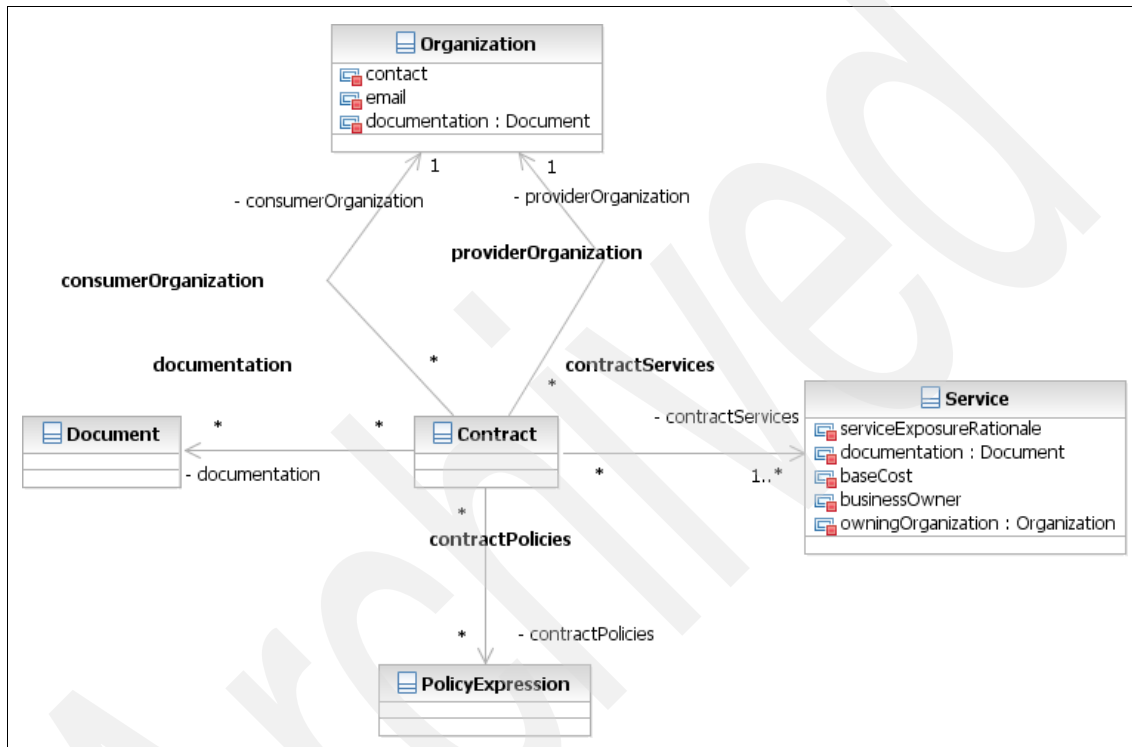 Organization
contact
email
documentation : Document
1
1
- consumerOrganization
- providerOrganization
providerOrganization
consumerOrganization
documentation
*
contractServices
*
Service
- contractServices
serviceExposureRationale
documentation : Document
baseCost
businessOwner
owningOrganization : Organization
Document
*
*
Contract
- documentation
*
1..*
*
contractPolicies
*
- contractPolicies
PolicyExpression
Archived